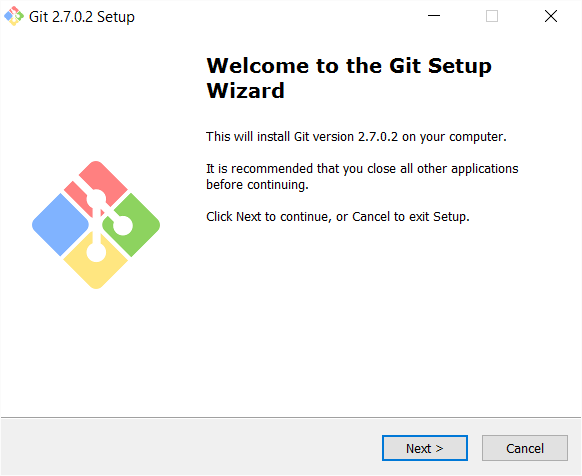 Git 2.7.0.2 Setup
Welcome to the Git Setup
Wizard
This will install Git version 2.7.0.2 on your computer.
It is recommended that you close all other applications
before continuing.
Click Next to continue, or Cancel to exit Setup.
Next >
Cancel